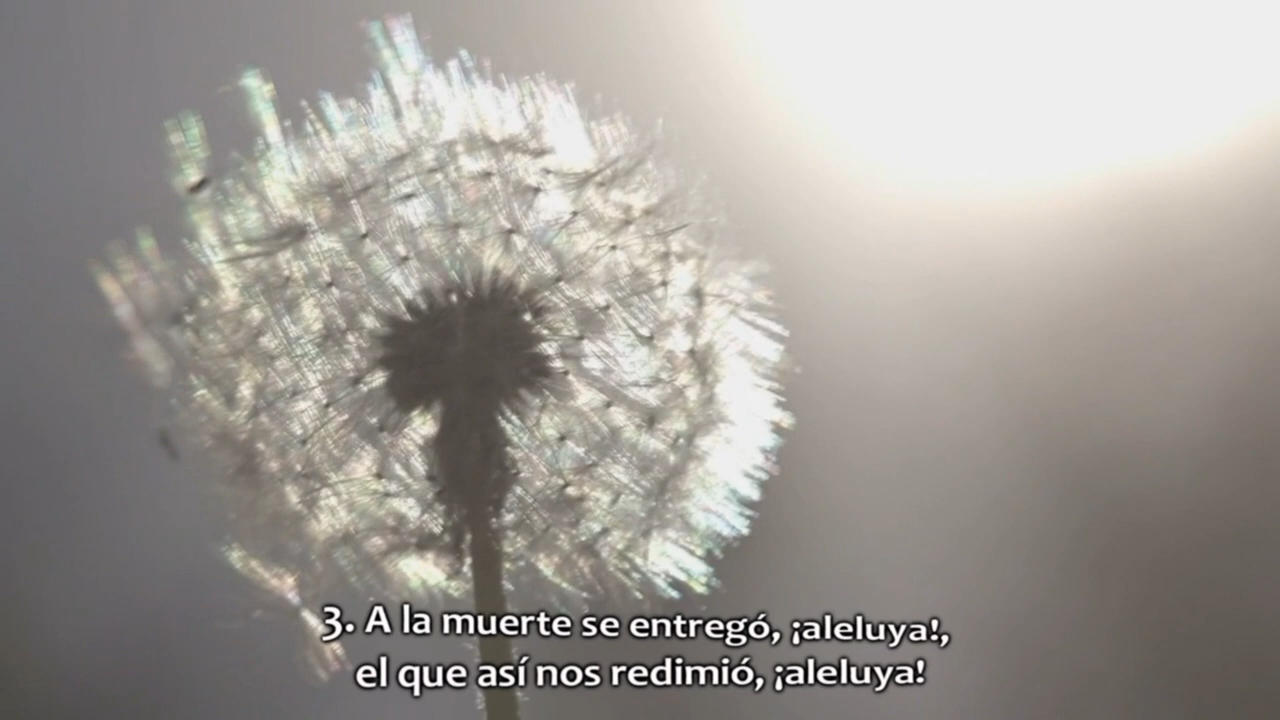 3. A la muerte se entregó, ¡aleluya!,
el que así nos redimió, ¡aleluya!